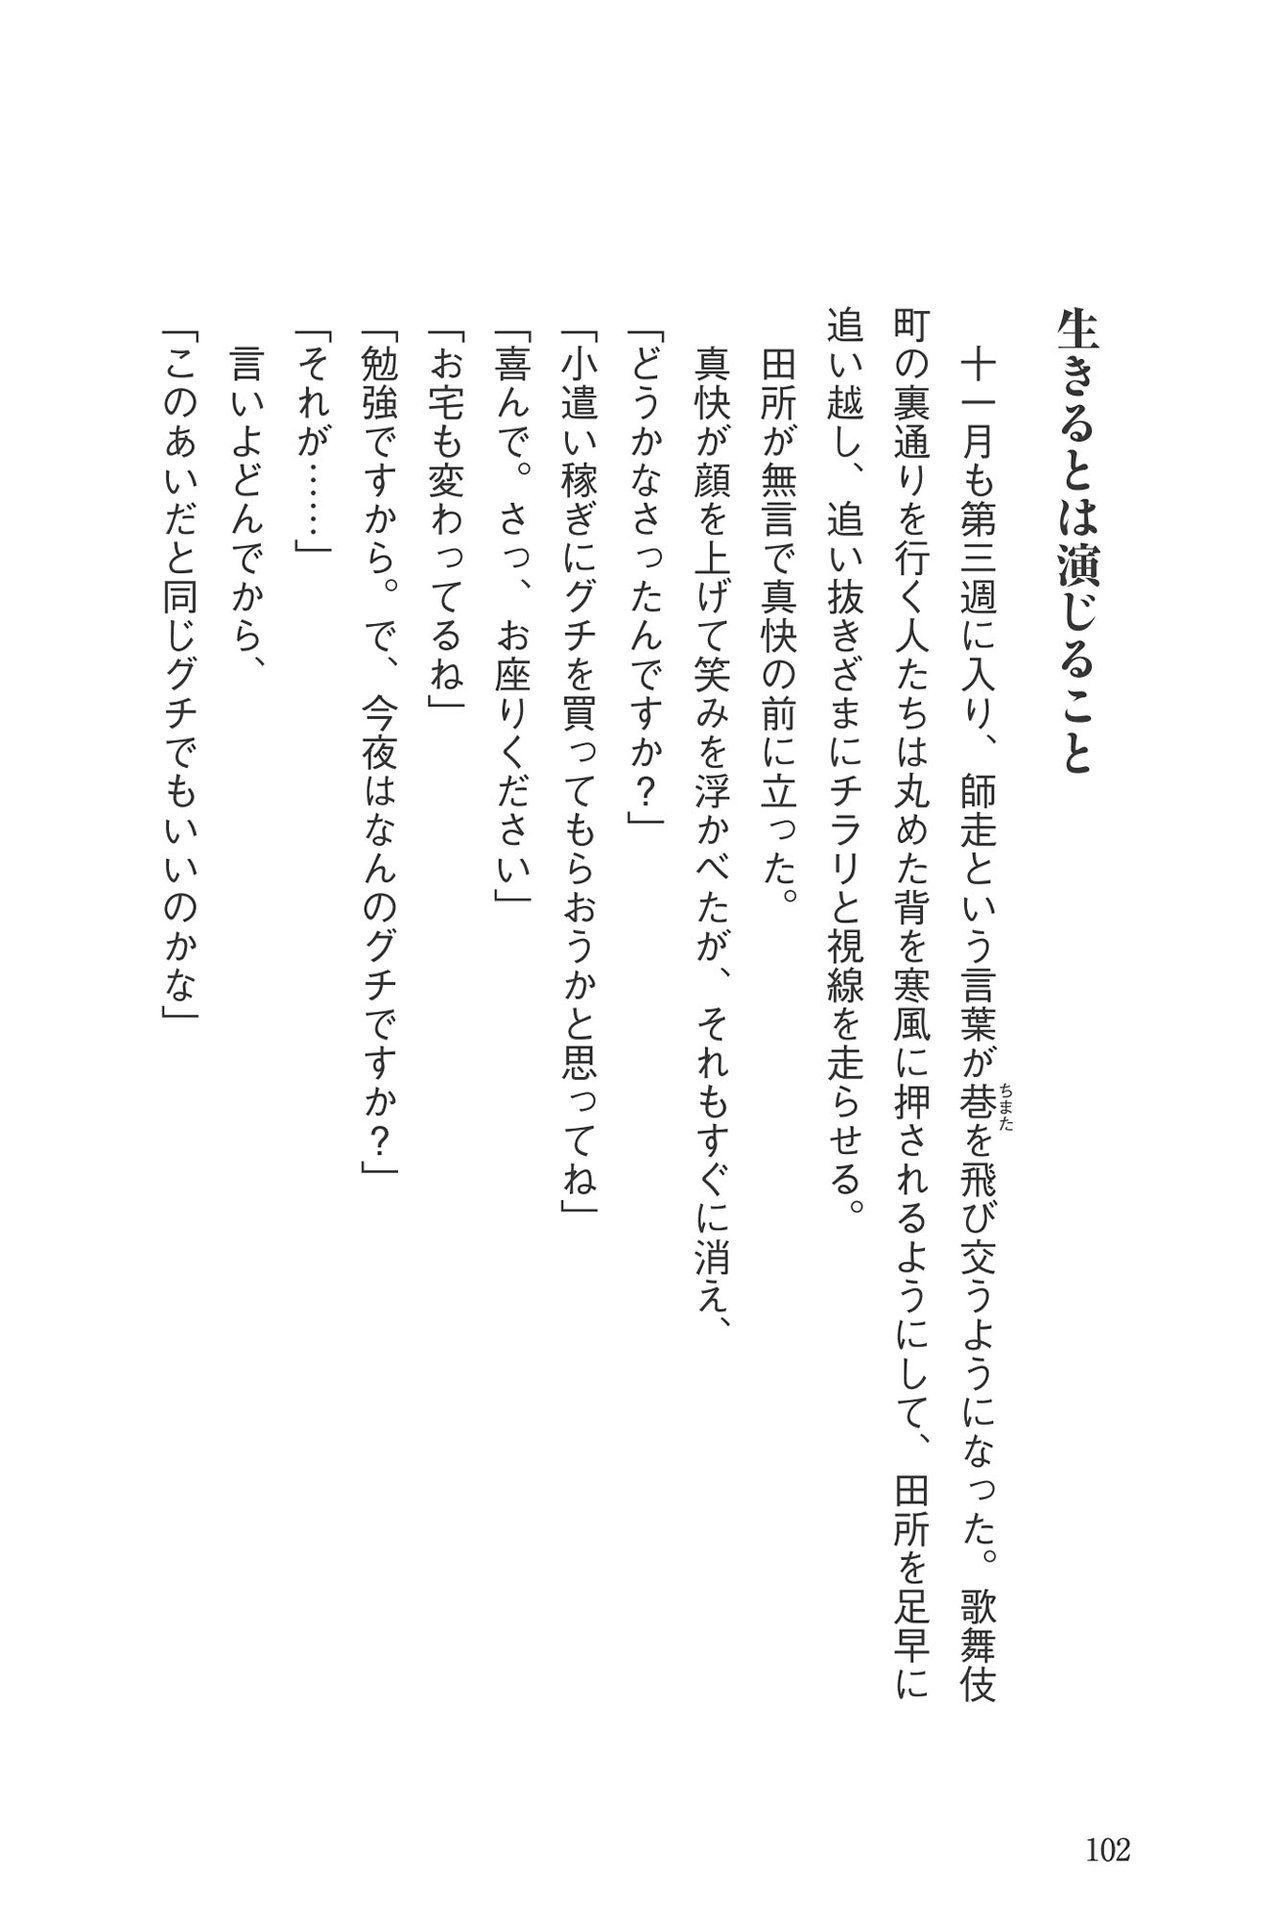 生きるとは演じること
十一月も第三週に入り、師走という言葉が巷を飛び交うようになった。歌舞伎
ちまた
町の裏通りを行く人たちは丸めた背を寒風に押されるようにして、田所を足早に
追い越し、追い抜きざまにチラリと視線を走らせる。
田所が無言で真快の前に立った。
真快が顔を上げて笑みを浮かべたが、それもすぐに消え、
「どうかなさったんですか？」
「小遣い稼ぎにグチを買ってもらおうかと思ってね」
「喜んで。さっ、お座りください」
「お宅も変わってるね」
「勉強ですから。で、今夜はなんのグチですか？」
「それが……」
言いよどんでから、
「このあいだと同じグチでもいいのかな」
102